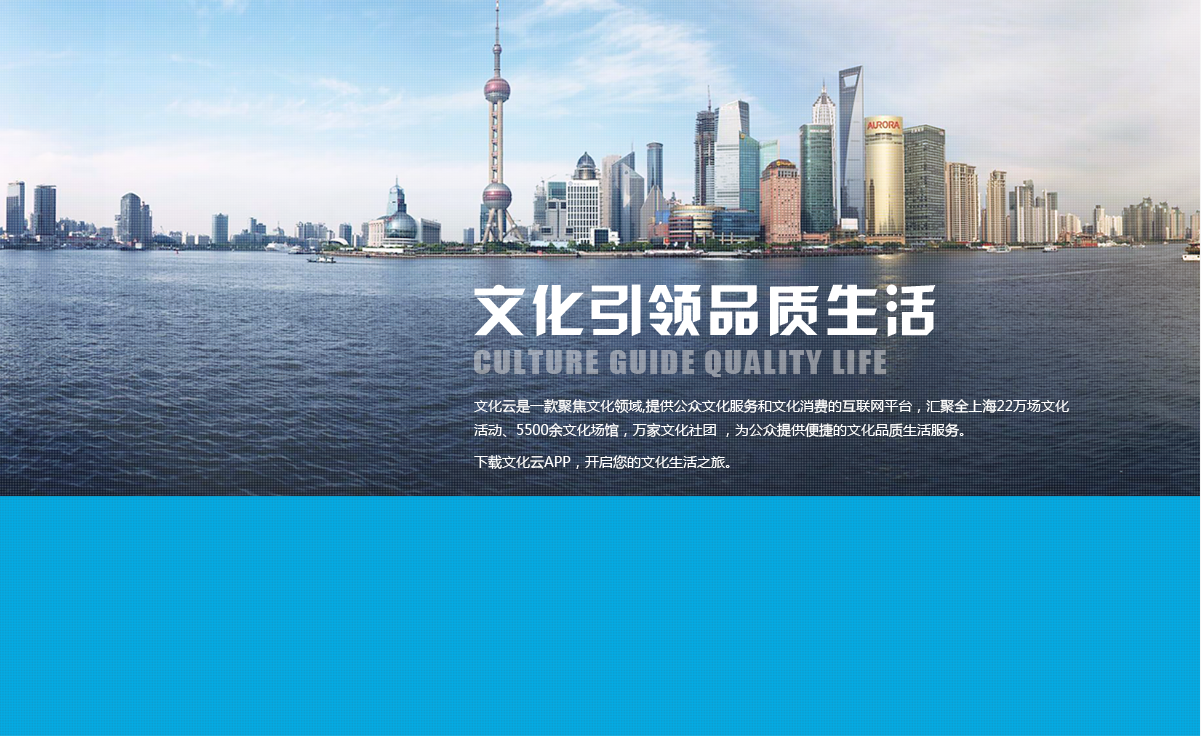 AURORA
文化引领品质生活
CULTURE GUIDE QUALITY LIFE
文化云是一款聚焦文化领域,提供公众文化服务和文化消费的互联网平台，汇聚全上海22万场文化
活动、5500余文化场馆，万家文化社团 ，为公众提供便捷的文化品质生活服务。
下载文化云APP，开启您的文化生活之旅。